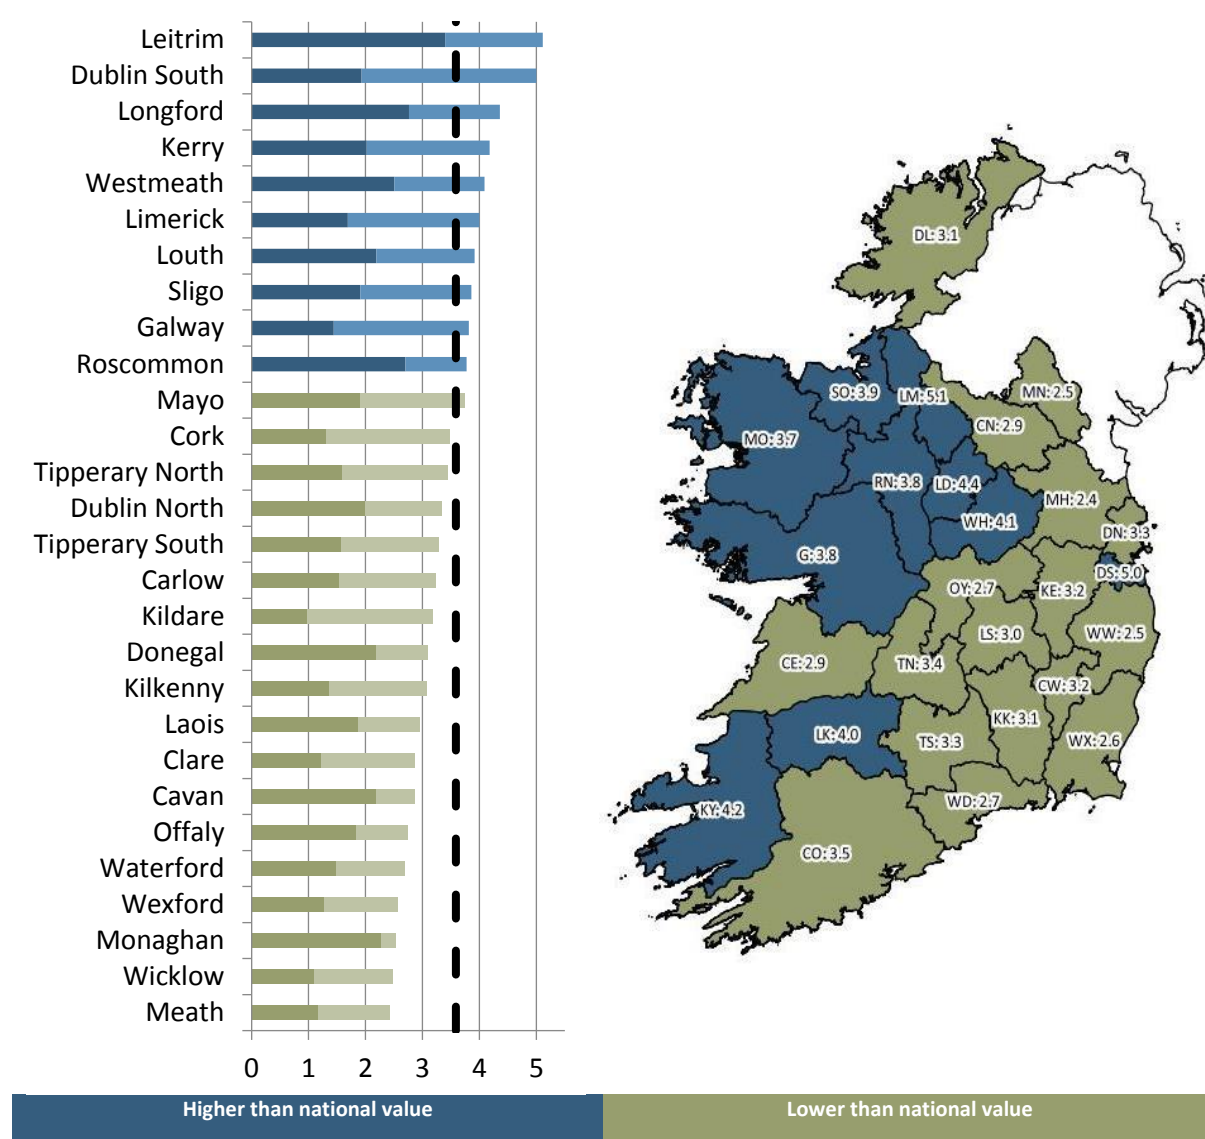 Leitrim
Dublin South
Longford
Kerry
Westmeath
Limerick
Louth
Sligo
Galway
Roscommon
Mayo
Cork
Tipperary North
Dublin North
Tipperary South
Carlow
Kildare
Donegal
Kilkenny
Laois
Clare
Cavan
Offaly
Waterford
Wexford
Monaghan
Wicklow
Meath
0 1 2 3 4 5
DL: 3.1
SO: 3.9
LM: 5.1
MN: 2.5
CN: 2.9
MO: 3.7
RN: 3.8
LD: 4.4
MH: 2.4
WH: 4.1
DN: 3.3
G: 3.8
DS: 5.0
OY: 2.7
KE: 3.2
LS: 3.0
WW: 2.5
CE: 2.9
TN: 3.4
CW: 3.2
KK: 3.1
LK: 4.0
TS: 3.3
WX: 2.6
WD: 2.7
KY: 4.2
CO: 3.5
Higher than national value
Lower than national value